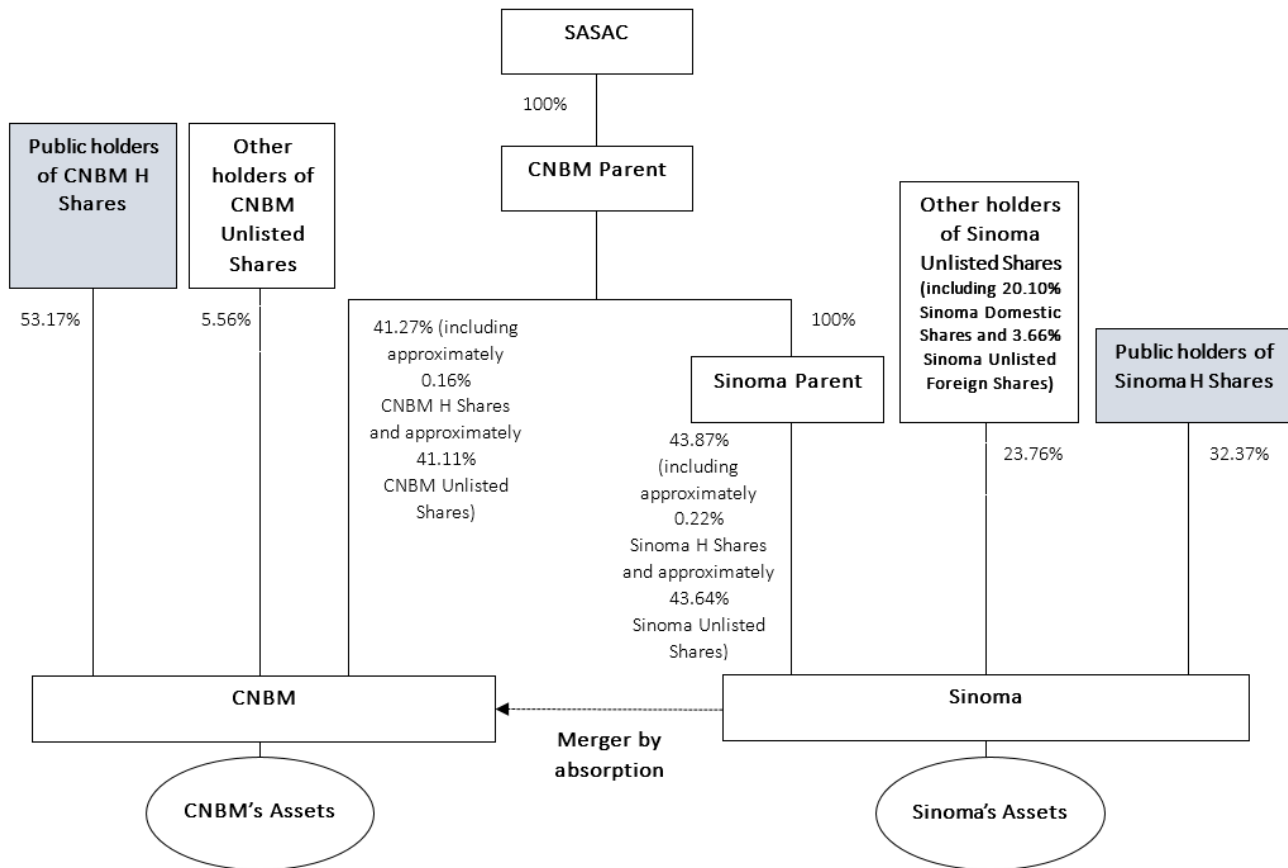 SASAC
100%
Public holders
of CNBM H
Shares
Other
holders of
CNBM
Unlisted
Shares
CNBM Parent
Other holders
of Sinoma
Unlisted Shares
(including 20.10%
Sinoma Domestic
Shares and 3.66%
Sinoma Unlisted
Foreign Shares)
53.17%
5.56%
41.27% (including
approximately
0.16%
CNBM H Shares
and approximately
41.11%
CNBM Unlisted
Shares)
100%
Sinoma Parent
Public holders of
Sinoma H Shares
43.87%
(including
approximately
0.22%
Sinoma H Shares
and approximately
43.64%
Sinoma Unlisted
Shares)
23.76%
32.37%
CNBM
Sinoma
Merger by
absorption
CNBM's Assets
Sinoma's Assets